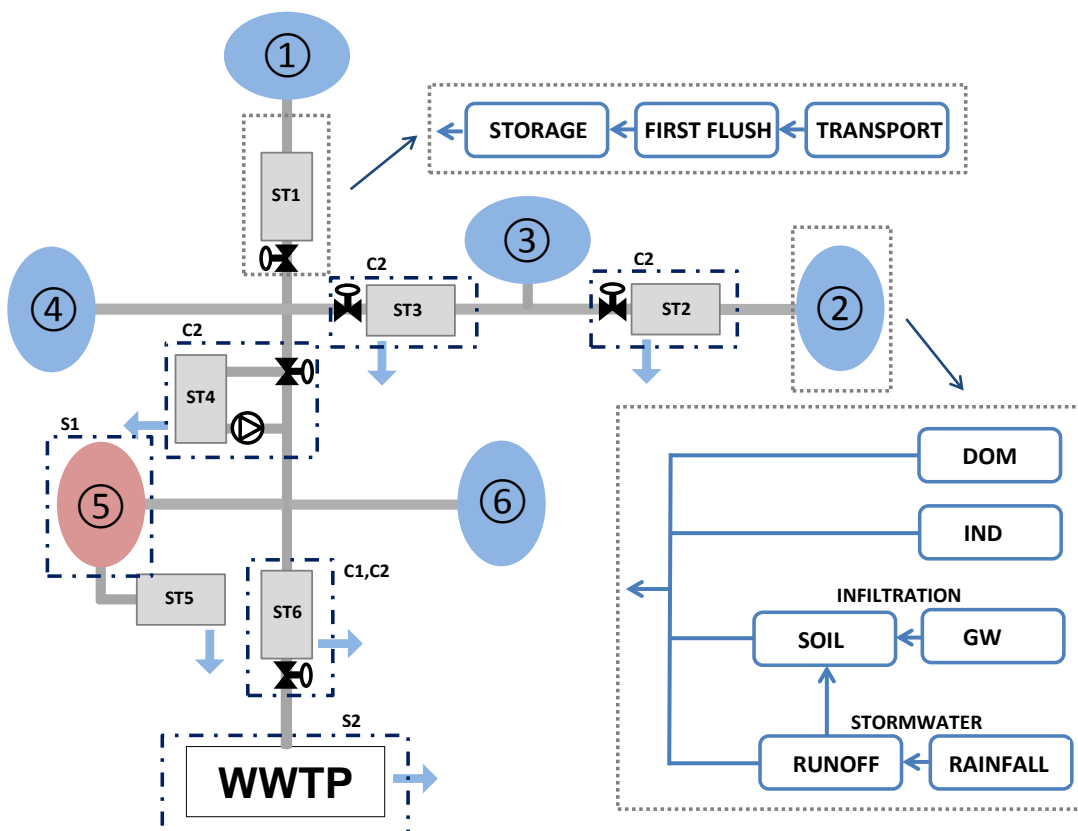 ①
STORAGE
FIRST FLUSH
TRANSPORT
ST1
③
C2
C2
②
④
ST3
ST2
C2
ST4
S1
⑤
⑥
DOM
IND
INFILTRATION
SOIL
GW
STORMWATER
RUNOFF
RAINFALL
ST5
C1,C2
ST6
S2
WWTP